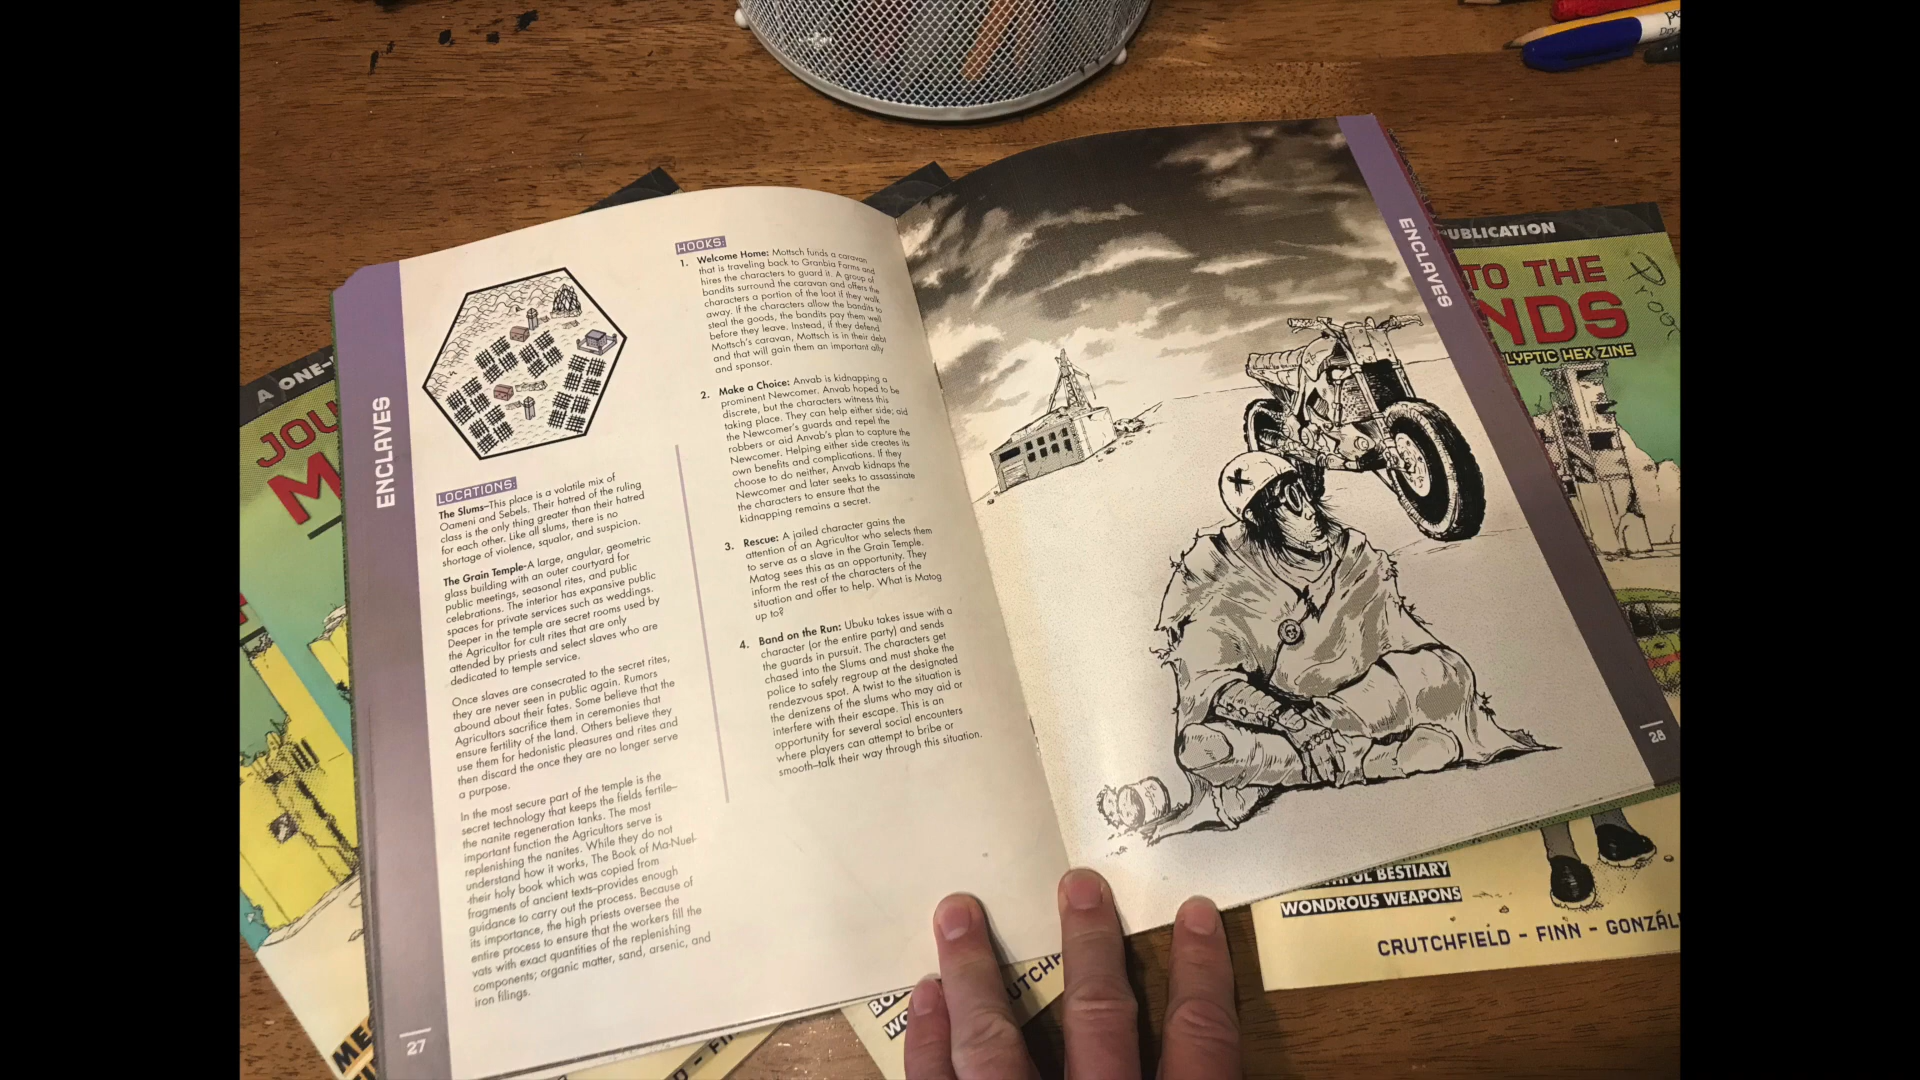 ENCLAVES
LOCATIONS:
The Slums–This place is a volatile mix of
Oameni and Sebels. Their hatred of the ruling
class is the only thing greater than their hatred
for each other. Like all slums, there is no
shortage of violence, squalor, and suspicion.
The Grain Temple-A large, angular, geometric
glass building with an outer courtyard for
public meetings, seasonal rites, and public
celebrations. The interior has expansive public
spaces for private services such as weddings.
Deeper in the temple are secret rooms used by
the Agricultor for cult rites that are only
attended by priests and select slaves who are
dedicated to temple service.
Once slaves are consecrated to the secret rites,
they are never seen in public again. Rumors
abound about their fates. Some believe that the
Agricultors sacrifice them in ceremonies that
ensure fertility of the land. Others believe they
use them for hedonistic pleasures and rites and
then discard the once they are no longer serve
a purpose.
In the most secure part of the temple is the
secret technology that keeps the fields fertile–
the nanite regeneration tanks. The most
important function the Agricultors serve is
replenishing the nanites. While they do not
understand how it works, The Book of Ma-Nuel-
-their holy book which was copied from
fragments of ancient texts–provides enough
guidance to carry out the process. Because of
its importance, the high priests oversee the
entire process to ensure that the workers fill the
vats with exact quantities of the replenishing
components; organic matter, sand, arsenic, and
iron filings.
27
HOOKS:
1. Welcome Home: Mottsch funds a caravan
that is traveling back to Granbia Farms and
hires the characters to guard it. A group of
bandits surround the caravan and offers the
characters a portion of the loot if they walk
away. If the characters allow the bandits to
steal the goods, the bandits pay them well
before they leave. Instead, if they defend
Mottsch's caravan, Mottsch is in their debt
and that will gain them an important ally
and sponsor.
2. Make a Choice: Anvab is kidnapping a
prominent Newcomer. Anvab hoped to be
discrete, but the characters witness this
taking place. They can help either side; aid
the Newcomer's guards and repel the
robbers or aid Anvab's plan to capture the
Newcomer. Helping either side creates its
own benefits and complications. If they
choose to do neither, Anvab kidnaps the
Newcomer and later seeks to assassinate
the characters to ensure that the
kidnapping remains a secret.
3. Rescue: A jailed character gains the
attention of an Agricultor who selects them
to serve as a slave in the Grain Temple.
Matog sees this as an opportunity. They
inform the rest of the characters of the
situation and offer to help. What is Matog
up to?
4. Band on the Run: Ubuku takes issue with a
character (or the entire party) and sends
the guards in pursuit. The characters get
chased into the Slums and must shake the
police to safely regroup at the designated
rendezvous spot. A twist to the situation is
the denizens of the slums who may aid or
interfere with their escape. This is an
opportunity for several social encounters
where players can attempt to bribe or
smooth–talk their way through this situation.
ENCLAVES
28
A ONE-
JOU
M
PUBLICATION
TO THE
NDS
LYPTIC HEX ZINE
Proof
BESTIARY
WONDROUS WEAPONS
CRUTCHFIELD - FINN - GONZÁL